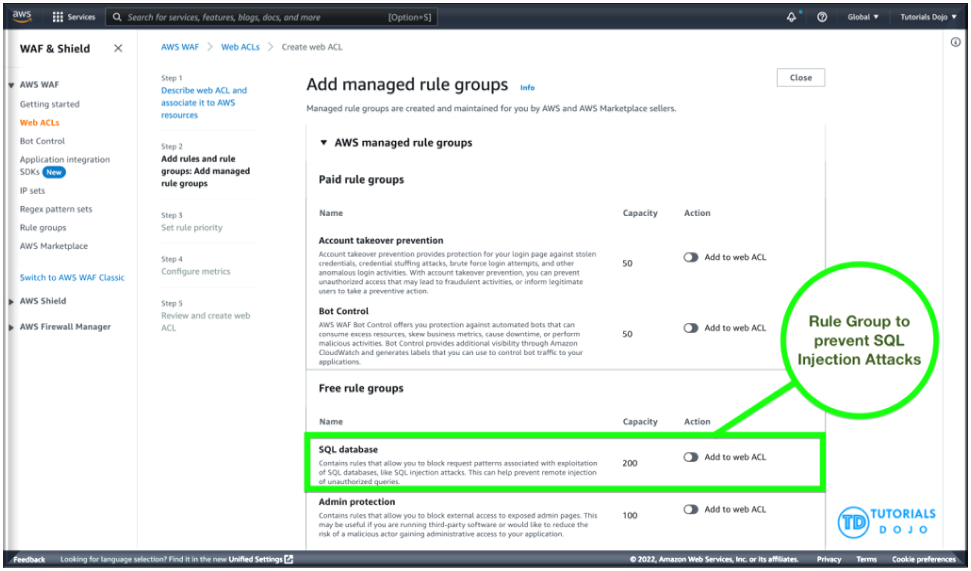 aws
Services
Search for services, features, blogs, docs, and more
[Option+S]
Global ▼
Tutorials Dojo ▼
WAF & Shield
AWS WAF > Web ACLs > Create web ACL
▼ AWS WAF
Getting started
Web ACLs
Bot Control
Application integration
SDKs New
IP sets
Regex pattern sets
Rule groups
AWS Marketplace
Switch to AWS WAF Classic
▶ AWS Shield
▶ AWS Firewall Manager
Step 1
Describe web ACL and
associate it to AWS
resources
Step 2
Add rules and rule
groups: Add managed
rule groups
Step 3
Set rule priority
Step 4
Configure metrics
Step 5
Review and create web
ACL
Add managed rule groups Info
Close
Managed rule groups are created and maintained for you by AWS and AWS Marketplace sellers.
▼ AWS managed rule groups
Paid rule groups
Name Capacity Action
Account takeover prevention
Account takeover prevention provides protection for your login page against stolen
credentials, credential stuffing attacks, brute force login attempts, and other
anomalous login activities. With account takeover prevention, you can prevent
unauthorized access that may lead to fraudulent activities, or inform legitimate
users to take a preventive action.
50
Add to web ACL
Bot Control
AWS WAF Bot Control offers you protection against automated bots that can
consume excess resources, skew business metrics, cause downtime, or perform
malicious activities. Bot Control provides additional visibility through Amazon
CloudWatch and generates labels that you can use to control bot traffic to your
applications.
50
Add to web ACL
Rule Group to
prevent SQL
Injection Attacks
Free rule groups
Name Capacity Action
SQL database
Contains rules that allow you to block request patterns associated with exploitation
of SQL databases, like SQL injection attacks. This can help prevent remote injection
of unauthorized queries.
200
Add to web ACL
Admin protection
Contains rules that allow you to block external access to exposed admin pages. This
may be useful if you are running third-party software or would like to reduce the
risk of a malicious actor gaining administrative access to your application.
100
Add to web ACL
TD TUTORIALS
DOJO
Feedback
Looking for language selection? Find it in the new Unified Settings
© 2022, Amazon Web Services, Inc. or its affiliates.
Privacy
Terms
Cookie preferences